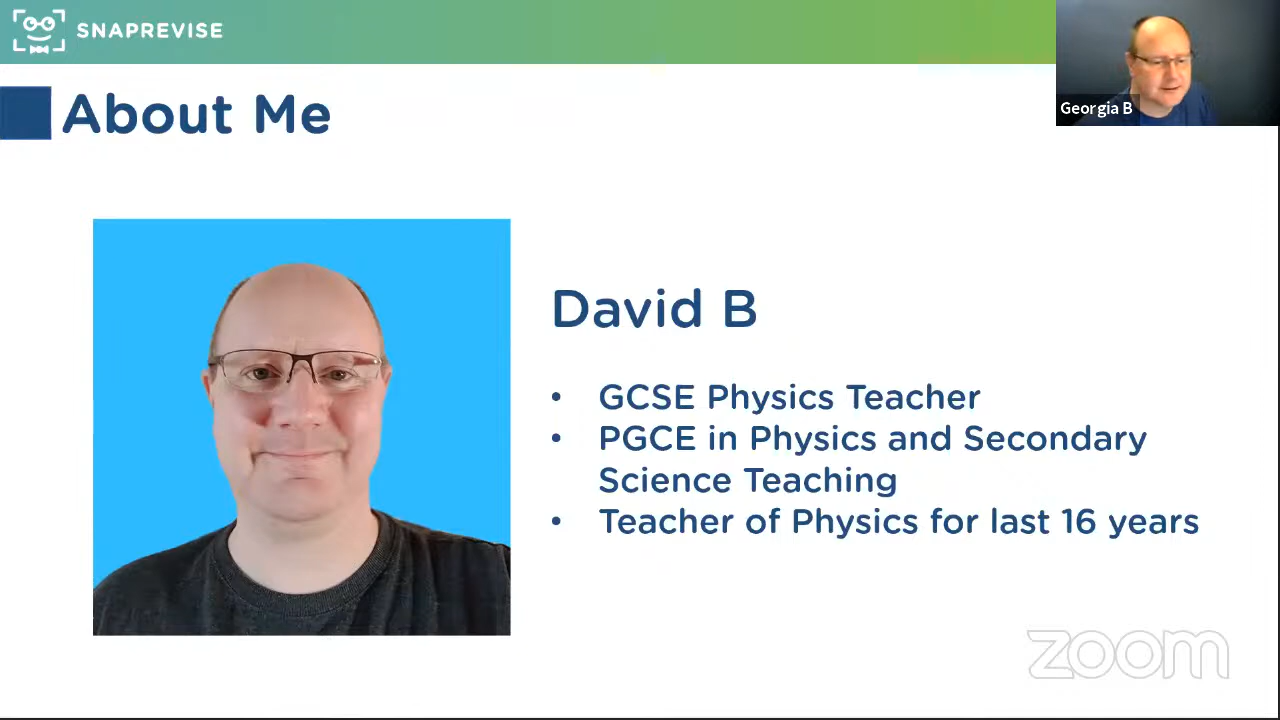 SNAPREVISE
Georgia B
About Me
David B
• GCSE Physics Teacher
• PGCE in Physics and Secondary
Science Teaching
• Teacher of Physics for last 16 years
zoom